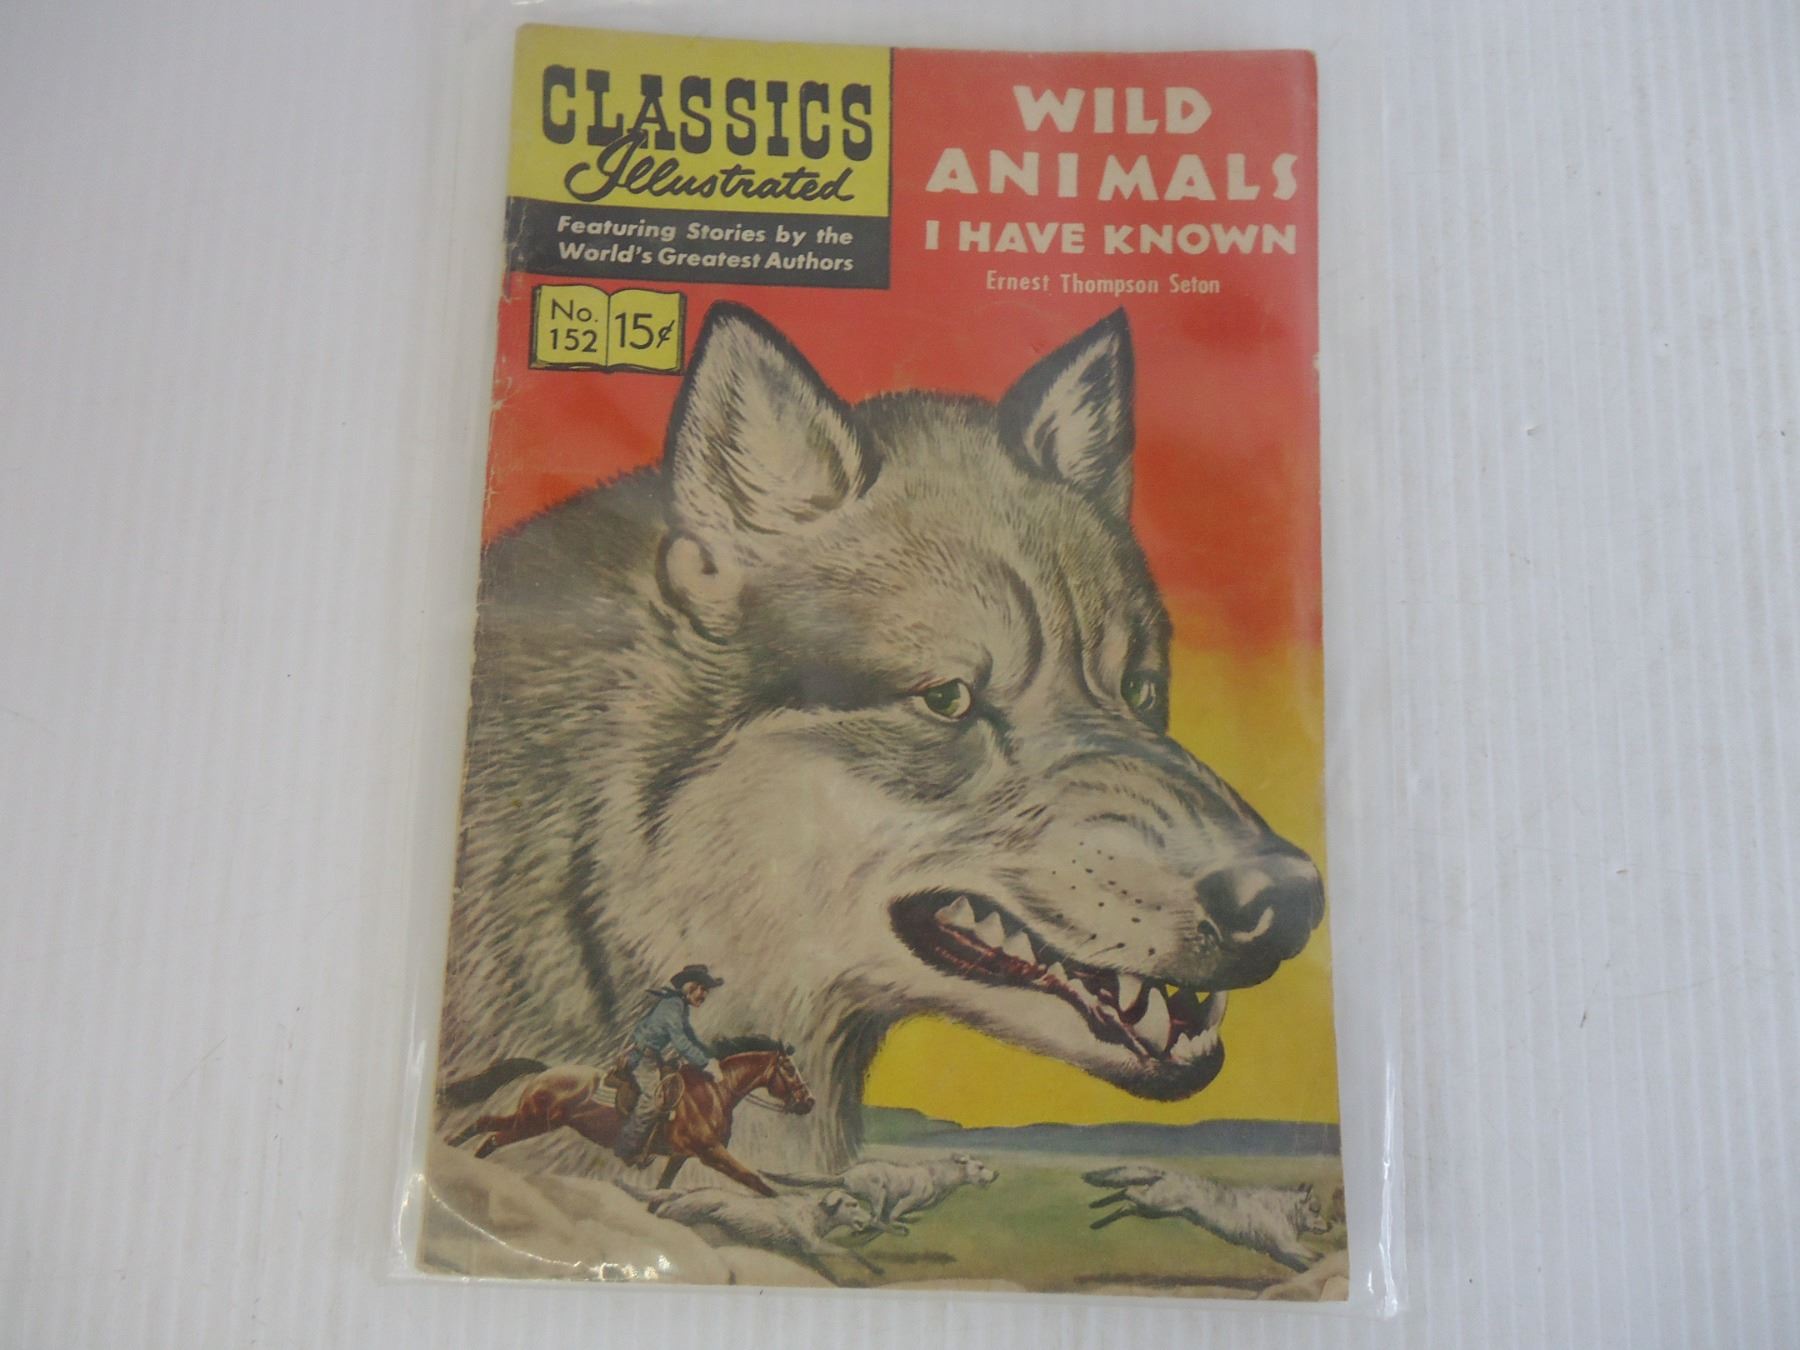 CLASSICS
Illustrated
Featuring Stories by the
World's Greatest Authors
No.
152
15¢
WILD
ANIMALS
I HAVE KNOWN
Ernest Thompson Seton